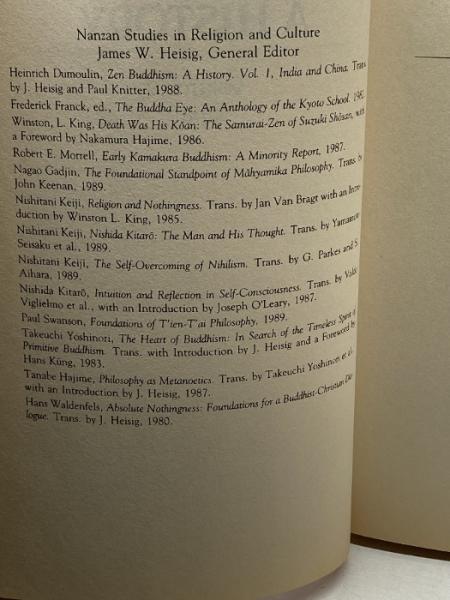 Nanzan Studies in Religion and Culture
James W. Heisig, General Editor
Heinrich Dumoulin, Zen Buddhism: A History. Vol. 1, India and China. Trans.
by J. Heisig and Paul Knitter, 1988.
Frederick Franck, ed., The Buddha Eye: An Anthology of the Kyoto School. 1982.
Winston, L. King, Death Was His Kōan: The Samurai-Zen of Suzuki Shōsan, with
a Foreword by Nakamura Hajime, 1986.
Robert E. Morrell, Early Kamakura Buddhism: A Minority Report, 1987.
Nagao Gadjin, The Foundational Standpoint of Mādhyamika Philosophy. Trans. by
John Keenan, 1989.
Nishitani Keiji, Religion and Nothingness. Trans. by Jan Van Bragt with an Intro-
duction by Winston L. King, 1985.
Nishitani Keiji, Nishida Kitarō: The Man and His Thought. Trans. by Yamamoto
Seisaku et al., 1989.
Nishitani Keiji, The Self-Overcoming of Nihilism. Trans. by G. Parkes and S.
Aihara, 1989.
Nishida Kitarō, Intuition and Reflection in Self-Consciousness. Trans. by Valdo
Viglielmo et al., with an Introduction by Joseph O'Leary, 1987.
Paul Swanson, Foundations of T'ien-T'ai Philosophy, 1989.
Takeuchi Yoshinori, The Heart of Buddhism: In Search of the Timeless Spirit of
Primitive Buddhism. Trans. with Introduction by J. Heisig and a Foreword by
Hans Küng, 1983.
Tanabe Hajime, Philosophy as Metanoetics. Trans. by Takeuchi Yoshinori et al.
with an Introduction by J. Heisig, 1987.
Hans Waldenfels, Absolute Nothingness: Foundations for a Buddhist-Christian Dia-
logue. Trans. by J. Heisig, 1980.